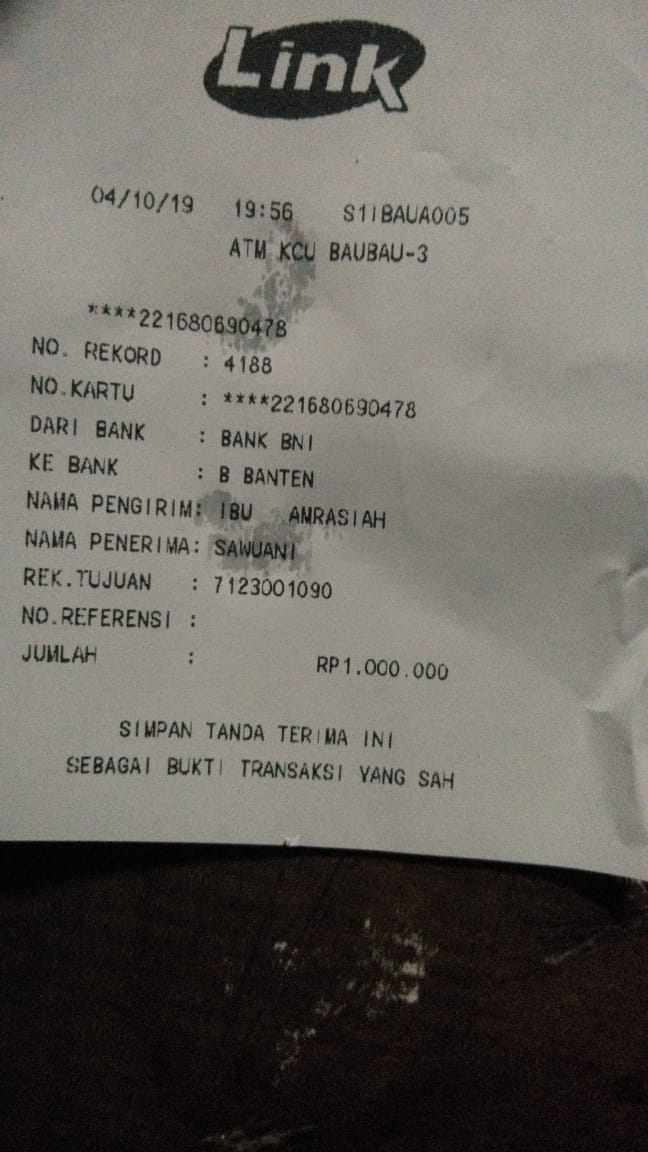 Link
04/10/19 19:56 S1IBAUA005
ATM KCU BAUBAU-3
****221680690478
NO. REKORD : 4188
NO.KARTU : ****221680690478
DARI BANK : BANK BNI
KE BANK : B BANTEN
NAMA PENGIRIM: IBU AMRASIAH
NAMA PENERIMA: SAWUANI
REK.TUJUAN : 7123001090
NO.REFERENSI :
JUMLAH : RP1.000.000
SIMPAN TANDA TERIMA INI
SEBAGAI BUKTI TRANSAKSI YANG SAH